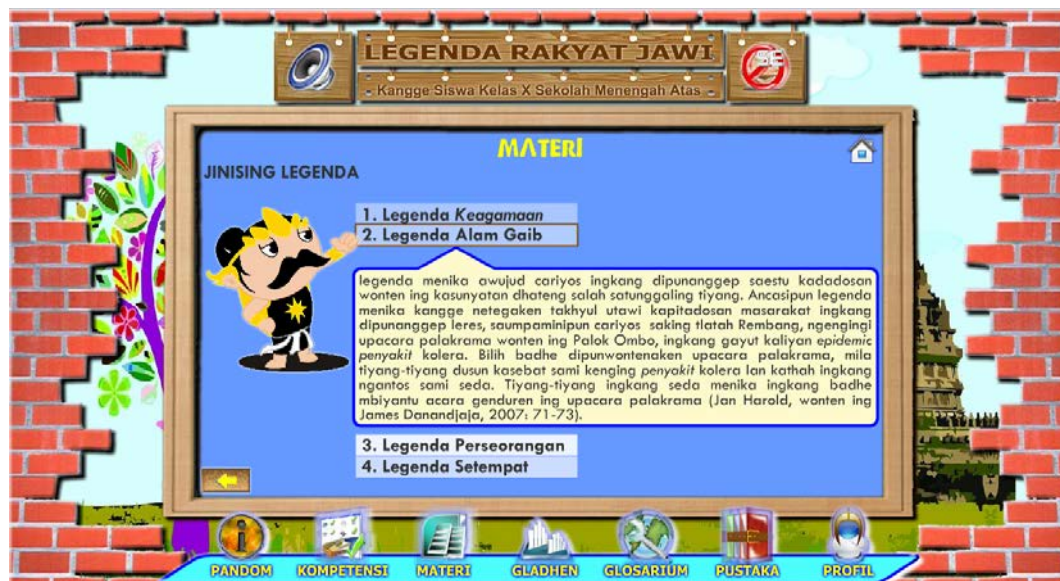 LEGENDA RAKYAT JAWI
Kangge Siswa Kelas X Sekolah Menengah Atas
MATERI
JINISING LEGENDA
1. Legenda Keagamaan
2. Legenda Alam Gaib
legenda menika awujud cariyos ingkang dipunanggep saestu kadadosan
wonten ing kasunyatan dhateng salah satunggaling tiyang. Ancasipun legenda
menika kangge netegaken takhyul utawi kapitadosan masarakat ingkang
dipunanggep leres, saumpaminipun cariyos saking tlatah Rembang, ngengingi
upacara palakrama wonten ing Palok Ombo, ingkang gayut kaliyan epidemic
penyakit kolera. Bilih badhe dipunwontenaken upacara palakrama, mila
tiyang-tiyang dusun kasebat sami kenging penyakit kolera lan kathah ingkang
ngantos sami seda. Tiyang-tiyang ingkang seda menika ingkang badhe
mbiyantu acara genduren ing upacara palakrama (Jan Harold, wonten ing
James Danandjaja, 2007: 71-73).
3. Legenda Perseorangan
4. Legenda Setempat
PANDOM KOMPETENSI MATERI GLADHEN GLOSARIUM PUSTAKA PROFIL